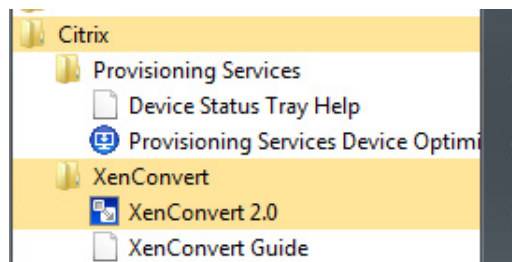 Citrix
Provisioning Services
Device Status Tray Help
Provisioning Services Device Optimi
XenConvert
XenConvert 2.0
XenConvert Guide